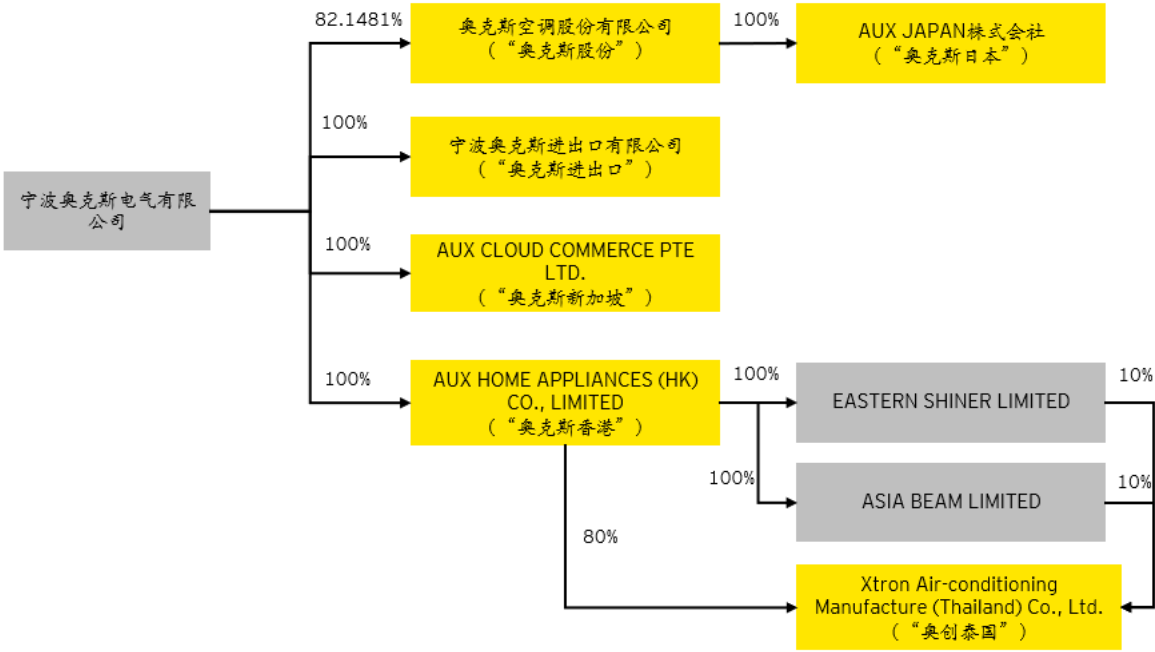 82.1481%
奥克斯空调股份有限公司
（“奥克斯股份”）
100%
AUX JAPAN株式会社
（“奥克斯日本”）
100%
宁波奥克斯进出口有限公司
（“奥克斯进出口”）
宁波奥克斯电气有限
公司
100%
AUX CLOUD COMMERCE PTE
LTD.
（“奥克斯新加坡”）
100%
AUX HOME APPLIANCES (HK)
CO., LIMITED
（“奥克斯香港”）
100%
EASTERN SHINER LIMITED
10%
100%
ASIA BEAM LIMITED
10%
80%
Xtron Air-conditioning
Manufacture (Thailand) Co., Ltd.
（“奥创泰国”）